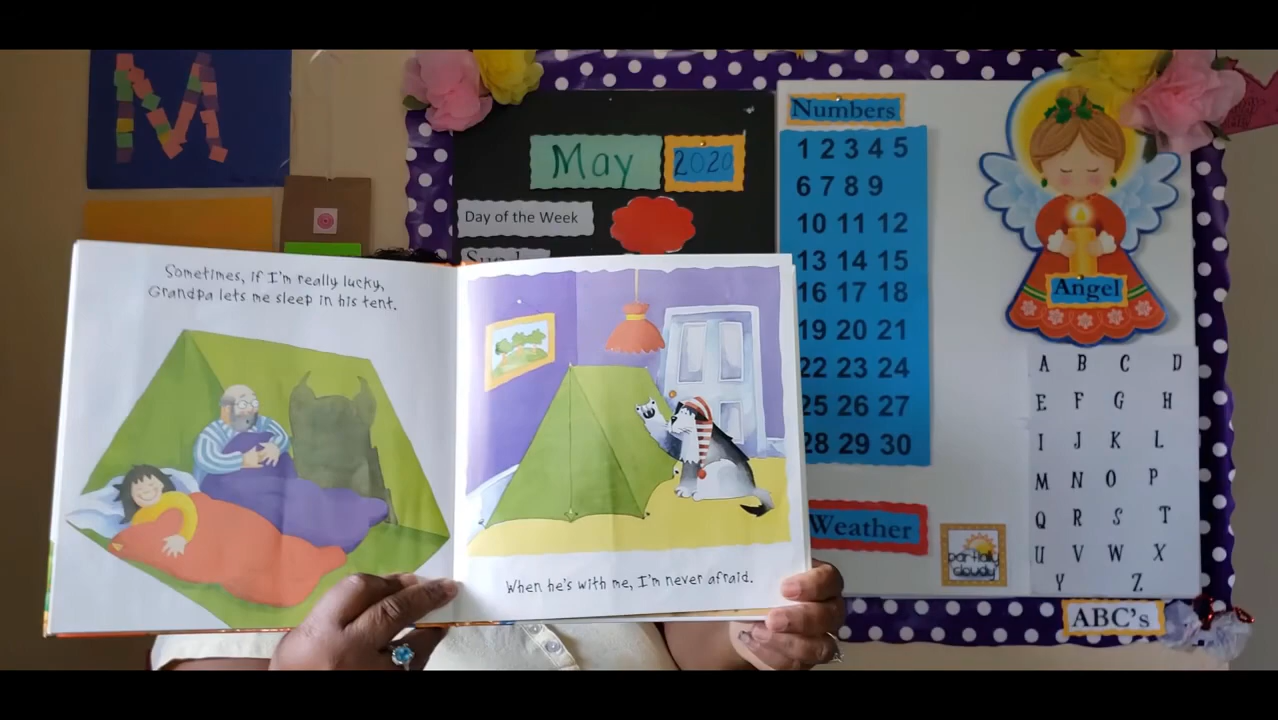 M
May
2020
Day of the Week
Numbers
1 2 3 4 5
6 7 8 9
10 11 12
13 14 15
16 17 18
19 20 21
22 23 24
25 26 27
28 29 30
Angel
A B C D
E F G H
I J K L
M N O P
Q R S T
U V W X
Y Z
ABC's
Weather
partially
cloudy
Sometimes, if I'm really lucky,
Grandpa lets me sleep in his tent.
When he's with me, I'm never afraid.